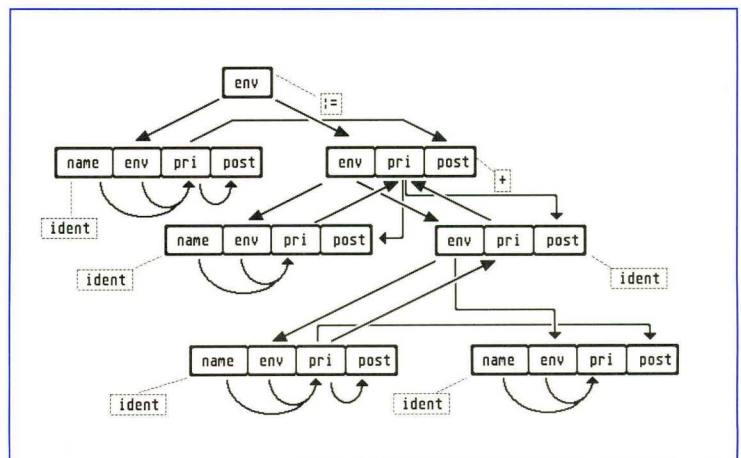 env
:=
name env pri post
env pri post
+
ident
name env pri post
env pri post
ident
ident
name env pri post
name env pri post
ident
ident